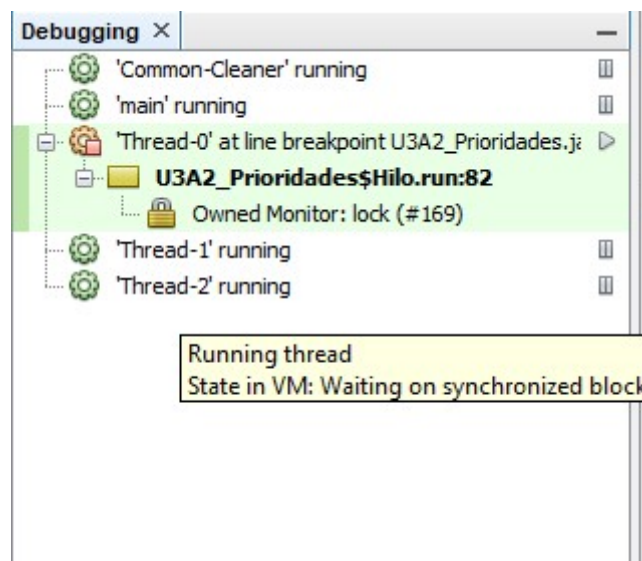 Debugging
'Common-Cleaner' running
'main' running
'Thread-0' at line breakpoint U3A2_Prioridades.ja
U3A2_Prioridades$Hilo.run:82
Owned Monitor: lock (#169)
'Thread-1' running
'Thread-2' running
Running thread
State in VM: Waiting on synchronized block